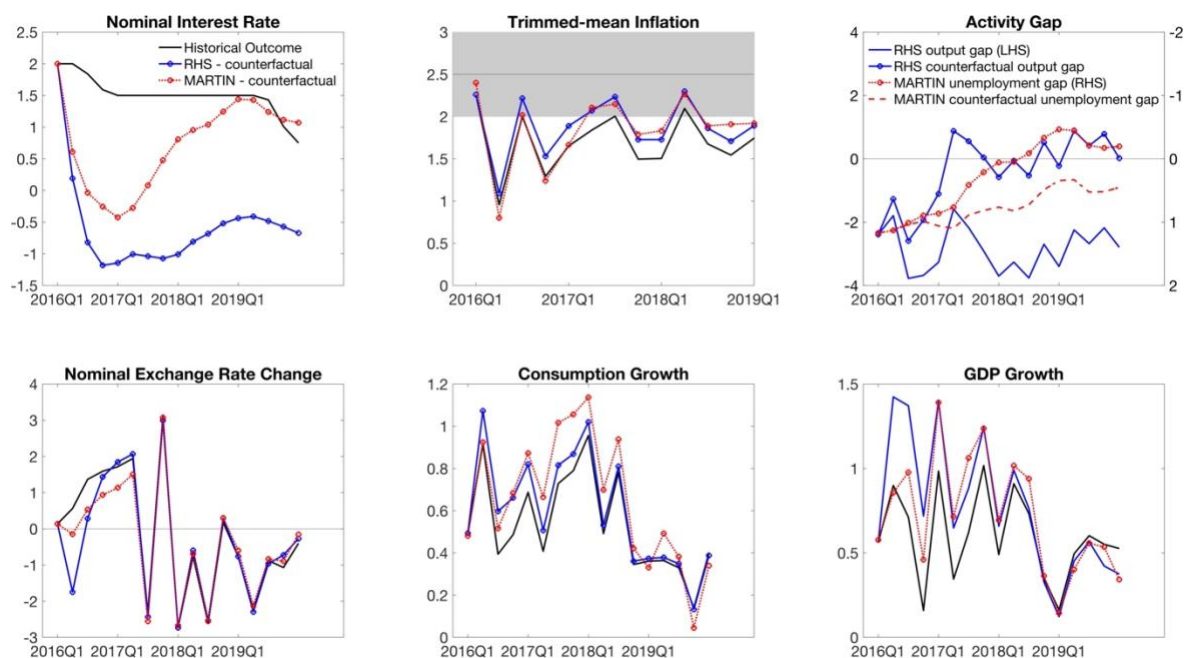 Nominal Interest Rate
2.5
2
1.5
1
0.5
0
-0.5
-1
-1.5
2016Q1 2017Q1 2018Q1 2019Q1
Historical Outcome
RHS - counterfactual
MARTIN - counterfactual
Trimmed-mean Inflation
3
2.5
2
1.5
1
0.5
0
2016Q1 2017Q1 2018Q1 2019Q1
Activity Gap
4
2
0
-2
-4
-2
-1
0
1
2
2016Q1 2017Q1 2018Q1 2019Q1
RHS output gap (LHS)
RHS counterfactual output gap
MARTIN unemployment gap (RHS)
MARTIN counterfactual unemployment gap
Nominal Exchange Rate Change
4
3
2
1
0
-1
-2
-3
2016Q1 2017Q1 2018Q1 2019Q1
Consumption Growth
1.2
1
0.8
0.6
0.4
0.2
0
2016Q1 2017Q1 2018Q1 2019Q1
GDP Growth
1.5
1
0.5
0
2016Q1 2017Q1 2018Q1 2019Q1